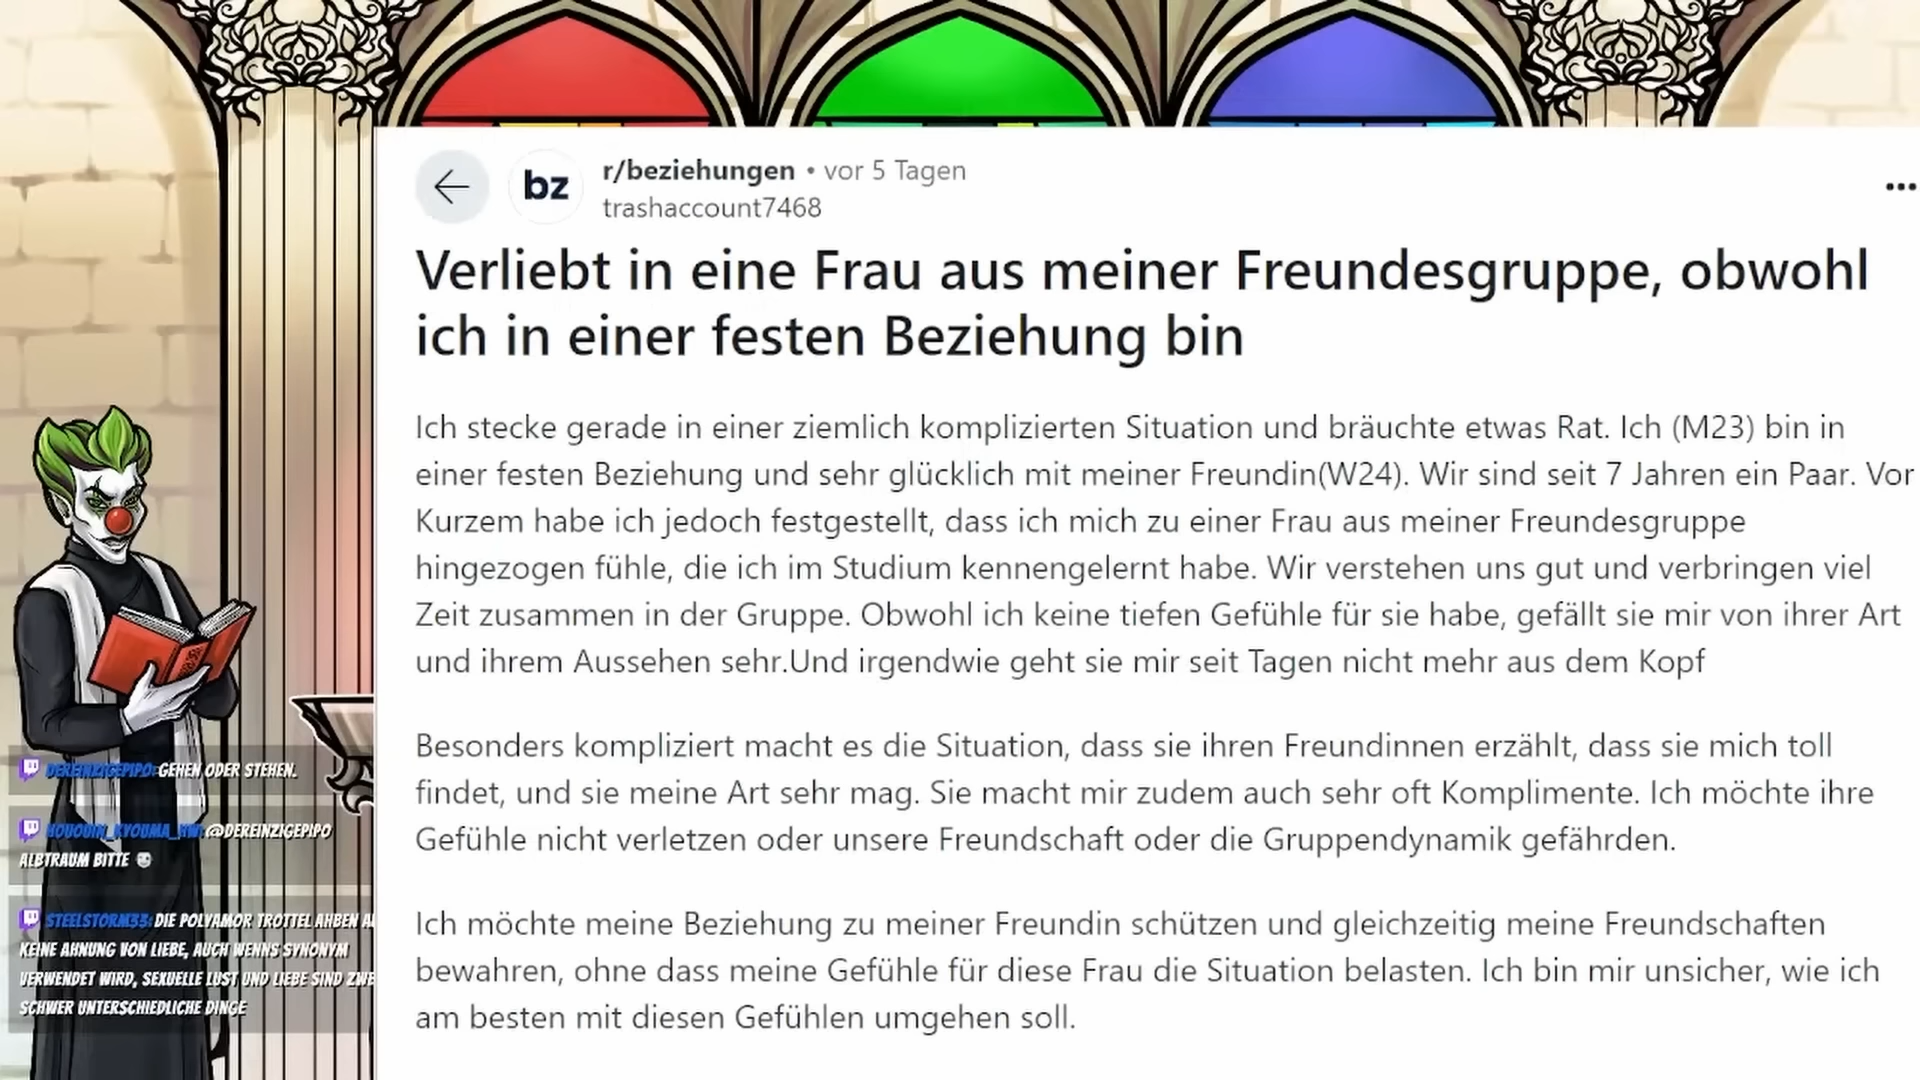 bz
r/beziehungen • vor 5 Tagen
trashaccount7468
Verliebt in eine Frau aus meiner Freundesgruppe, obwohl
ich in einer festen Beziehung bin
Ich stecke gerade in einer ziemlich komplizierten Situation und bräuchte etwas Rat. Ich (M23) bin in
einer festen Beziehung und sehr glücklich mit meiner Freundin(W24). Wir sind seit 7 Jahren ein Paar. Vor
Kurzem habe ich jedoch festgestellt, dass ich mich zu einer Frau aus meiner Freundesgruppe
hingezogen fühle, die ich im Studium kennengelernt habe. Wir verstehen uns gut und verbringen viel
Zeit zusammen in der Gruppe. Obwohl ich keine tiefen Gefühle für sie habe, gefällt sie mir von ihrer Art
und ihrem Aussehen sehr.Und irgendwie geht sie mir seit Tagen nicht mehr aus dem Kopf
Besonders kompliziert macht es die Situation, dass sie ihren Freundinnen erzählt, dass sie mich toll
findet, und sie meine Art sehr mag. Sie macht mir zudem auch sehr oft Komplimente. Ich möchte ihre
Gefühle nicht verletzen oder unsere Freundschaft oder die Gruppendynamik gefährden.
Ich möchte meine Beziehung zu meiner Freundin schützen und gleichzeitig meine Freundschaften
bewahren, ohne dass meine Gefühle für diese Frau die Situation belasten. Ich bin mir unsicher, wie ich
am besten mit diesen Gefühlen umgehen soll.
DEREINZIGEPIPO: GEHEN ODER STEHEN.
HOUOUIN_KYOUMA_HW: @DEREINZIGEPIPO
ALBTRAUM BITTE
STEELSTORM33: DIE POLYAMOR TROTTEL AHBEN
KEINE AHNUNG VON LIEBE, AUCH WENNS SYNONYM
VERWENDET WIRD, SEXUELLE LUST UND LIEBE SIND
SCHWER UNTERSCHIEDLICHE DINGE